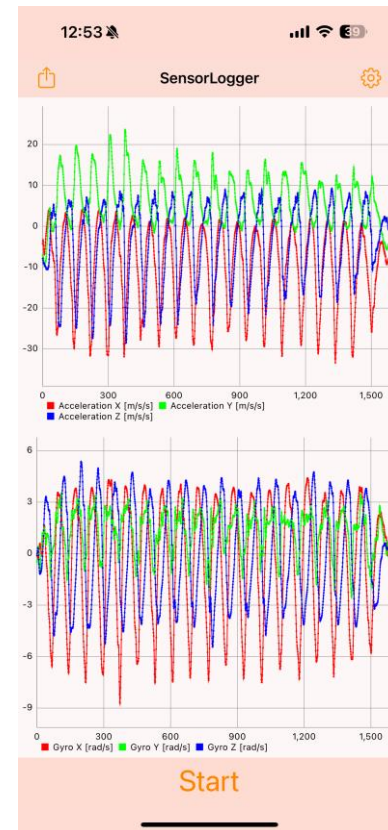 12:53
39
SensorLogger
20
10
0
-10
-20
-30
0 300 600 900 1,200 1,500
Acceleration X [m/s/s] Acceleration Y [m/s/s]
Acceleration Z [m/s/s]
6
3
0
-3
-6
-9
0 300 600 900 1,200 1,500
Gyro X [rad/s] Gyro Y [rad/s] Gyro Z [rad/s]
Start